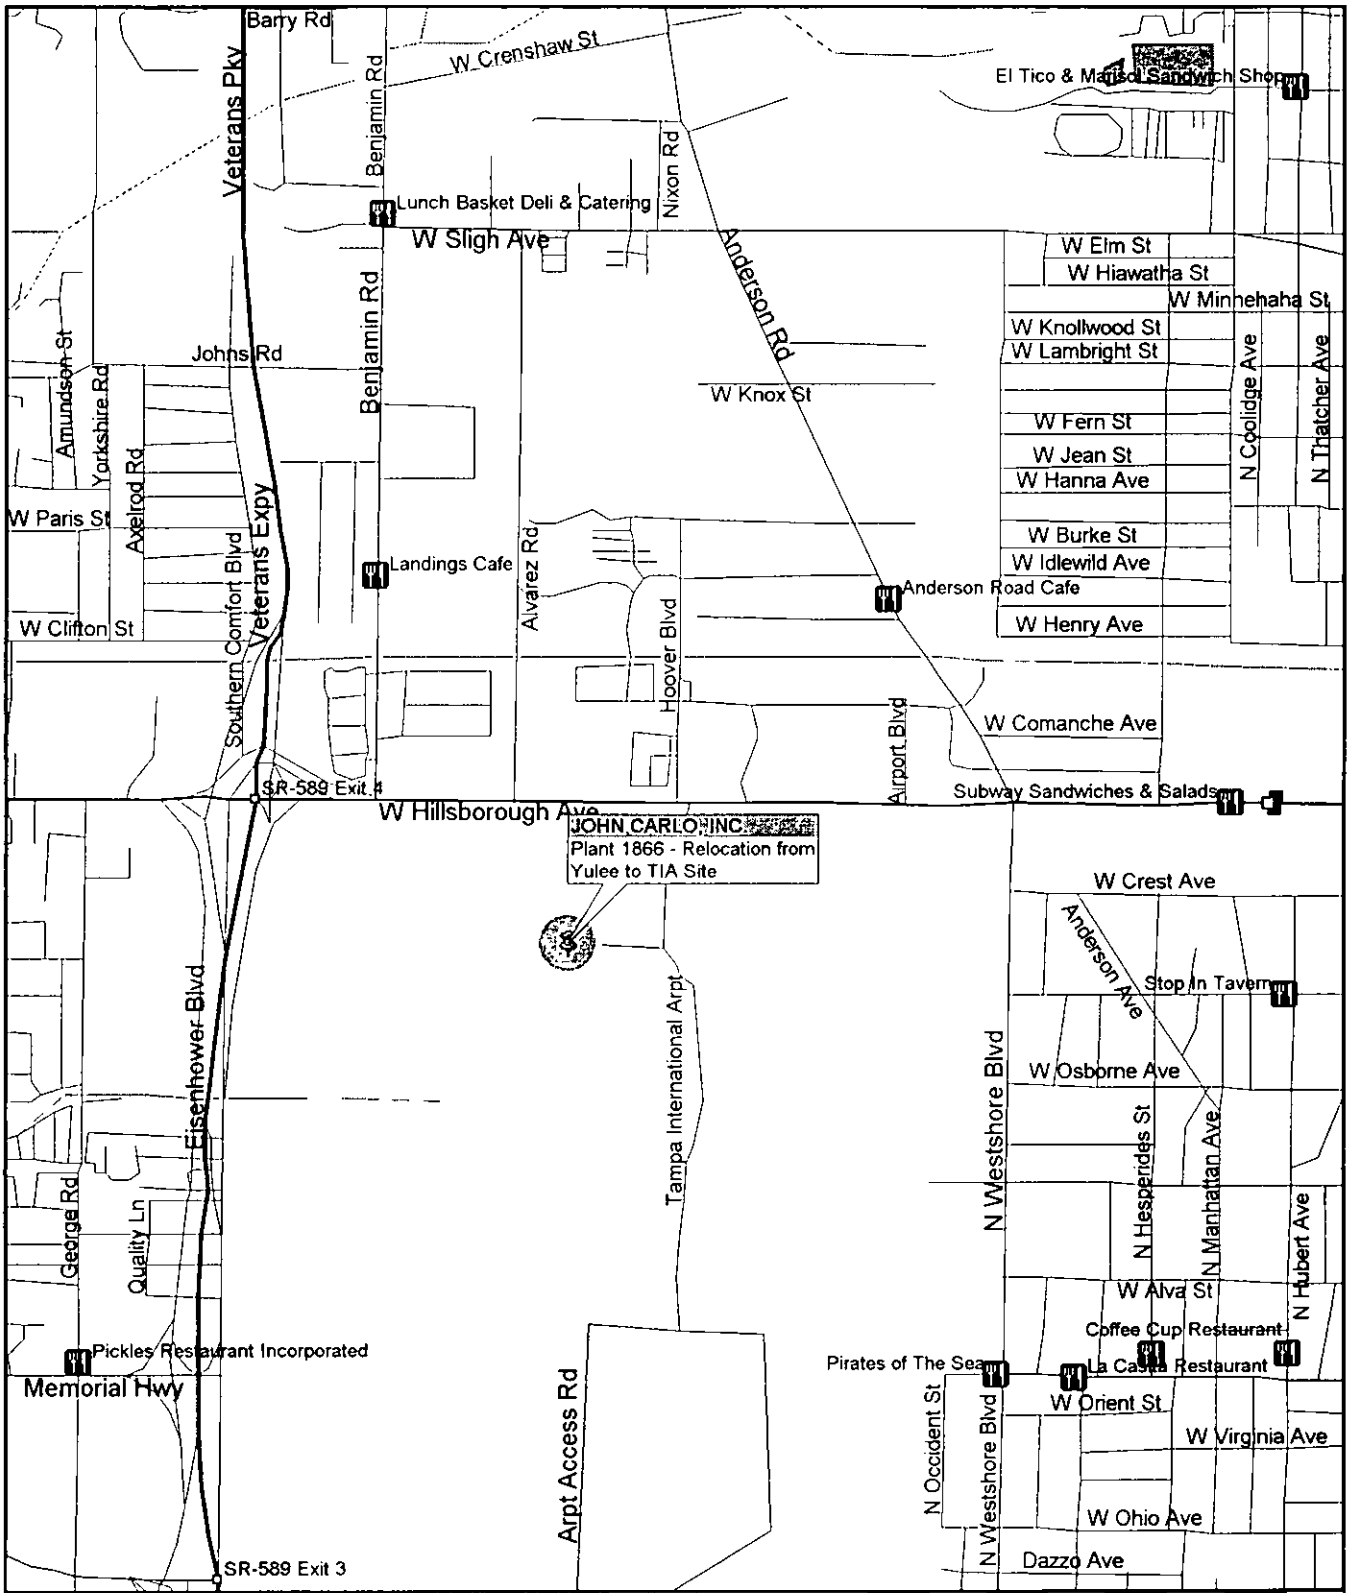 Barry Rd
W Crenshaw St
El Tico & Marisol Sandwich Shop
Veterans Pky
Benjamin Rd
Nixon Rd
Lunch Basket Deli & Catering
W Sligh Ave
Anderson Rd
W Elm St
W Hiawatha St
W Minnehaha St
W Knollwood St
W Lambright St
Benjamin Rd
Johns Rd
Amundson St
Yorkshire Rd
Axelrod Rd
W Knox St
W Fern St
W Jean St
W Hanna Ave
N Coolidge Ave
N Thatcher Ave
W Paris St
Southern Comfort Blvd
Veterans Expy
Landings Cafe
Alvarez Rd
Hoover Blvd
W Burke St
W Idlewild Ave
Anderson Road Cafe
W Henry Ave
W Clifton St
Airport Blvd
W Comanche Ave
SR-589 Exit 4
W Hillsborough Ave
Subway Sandwiches & Salads
JOHN CARLO, INC
Plant 1866 - Relocation from
Yulee to TIA Site
W Crest Ave
Anderson Ave
Stop In Tavern
Eisenhower Blvd
Tampa International Arpt
N Westshore Blvd
W Osborne Ave
N Hesperides St
N Manhattan Ave
N Hubert Ave
George Rd
Quality Ln
W Alva St
Coffee Cup Restaurant
Pickles Restaurant Incorporated
Pirates of The Sea
Restaurant
Memorial Hwy
Arpt Access Rd
N Occident St
N Westshore Blvd
W Orient St
W Virginia Ave
W Ohio Ave
Dazzo Ave
SR-589 Exit 3